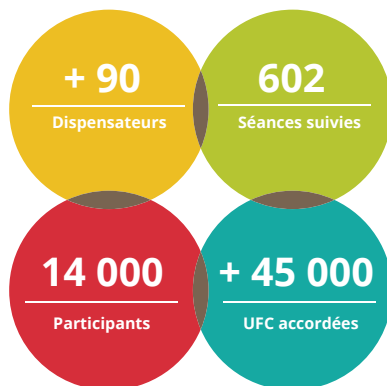 + 90
Dispensateurs
602
Séances suivies
14 000
Participants
+ 45 000
UFC accordées